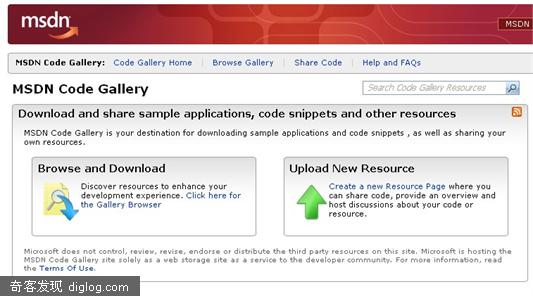 msdn
MSDN
MSDN Code Gallery: Code Gallery Home | Browse Gallery | Share Code | Help and FAQs
MSDN Code Gallery
Search Code Gallery Resources
Download and share sample applications, code snippets and other resources
MSDN Code Gallery is your destination for downloading sample applications and code snippets , as well as sharing your
own resources.
Browse and Download
Discover resources to enhance your
development experience. Click here for
the Gallery Browser
Upload New Resource
Create a new Resource Page where you
can share code, provide an overview and
host discussions about your code or
resource.
Microsoft does not control, review, revise, endorse or distribute the third party resources on this site. Microsoft is hosting the
MSDN Code Gallery site solely as a web storage site as a service to the developer community. For more information, read
the Terms Of Use.
奇客发现 diglog.com